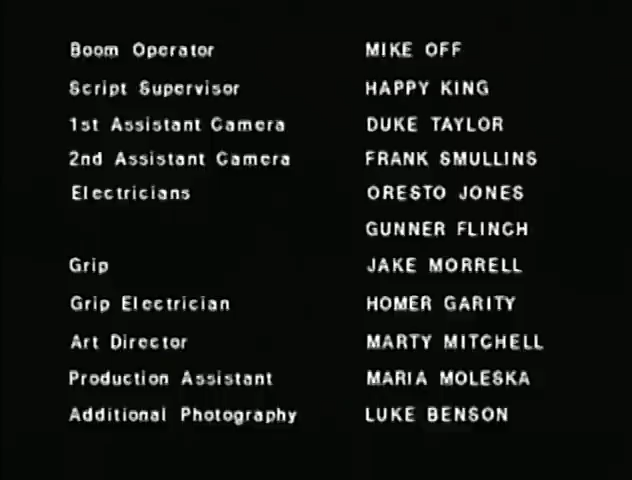 Boom Operator MIKE OFF
Script Supervisor HAPPY KING
1st Assistant Camera DUKE TAYLOR
2nd Assistant Camera FRANK SMULLINS
Electricians ORESTO JONES
GUNNER FLINCH
Grip JAKE MORRELL
Grip Electrician HOMER GARITY
Art Director MARTY MITCHELL
Production Assistant MARIA MOLESKA
Additional Photography LUKE BENSON